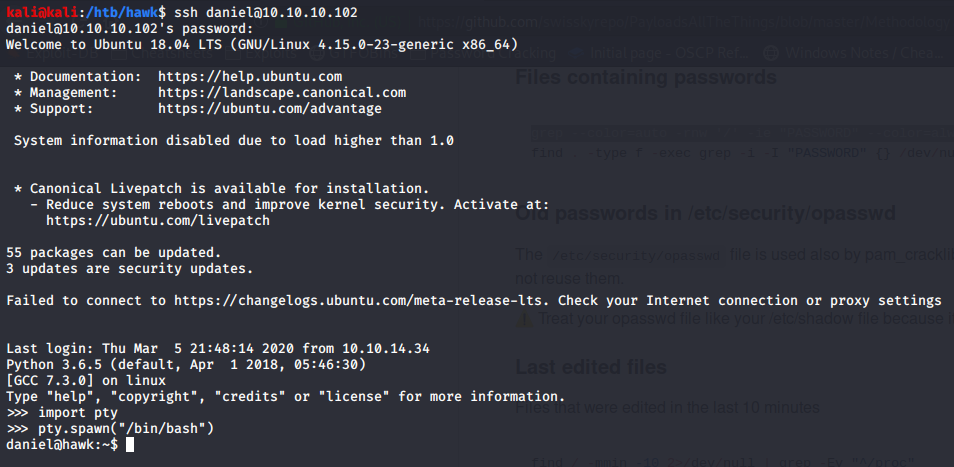 kali@kali:/htb/hawk$ ssh daniel@10.10.10.102
daniel@10.10.10.102's password:
Welcome to Ubuntu 18.04 LTS (GNU/Linux 4.15.0-23-generic x86_64)
* Documentation:  https://help.ubuntu.com
* Management:     https://landscape.canonical.com
* Support:        https://ubuntu.com/advantage
System information disabled due to load higher than 1.0
* Canonical Livepatch is available for installation.
- Reduce system reboots and improve kernel security. Activate at:
https://ubuntu.com/livepatch
55 packages can be updated.
3 updates are security updates.
Failed to connect to https://changelogs.ubuntu.com/meta-release-lts. Check your Internet connection or proxy settings
Last login: Thu Mar  5 21:48:14 2020 from 10.10.14.34
Python 3.6.5 (default, Apr  1 2018, 05:46:30)
[GCC 7.3.0] on linux
Type "help", "copyright", "credits" or "license" for more information.
>>> import pty
>>> pty.spawn("/bin/bash")
daniel@hawk:~$
Files containing passwords
find . -type f -exec grep -i -I "PASSWORD" {}
Old passwords in /etc/security/opasswd
The /etc/security/opasswd file is used also by
not reuse them
Treat your opasswd file like your /etc/shadow file because
Last edited files
Files that were edited in the last 10 minutes